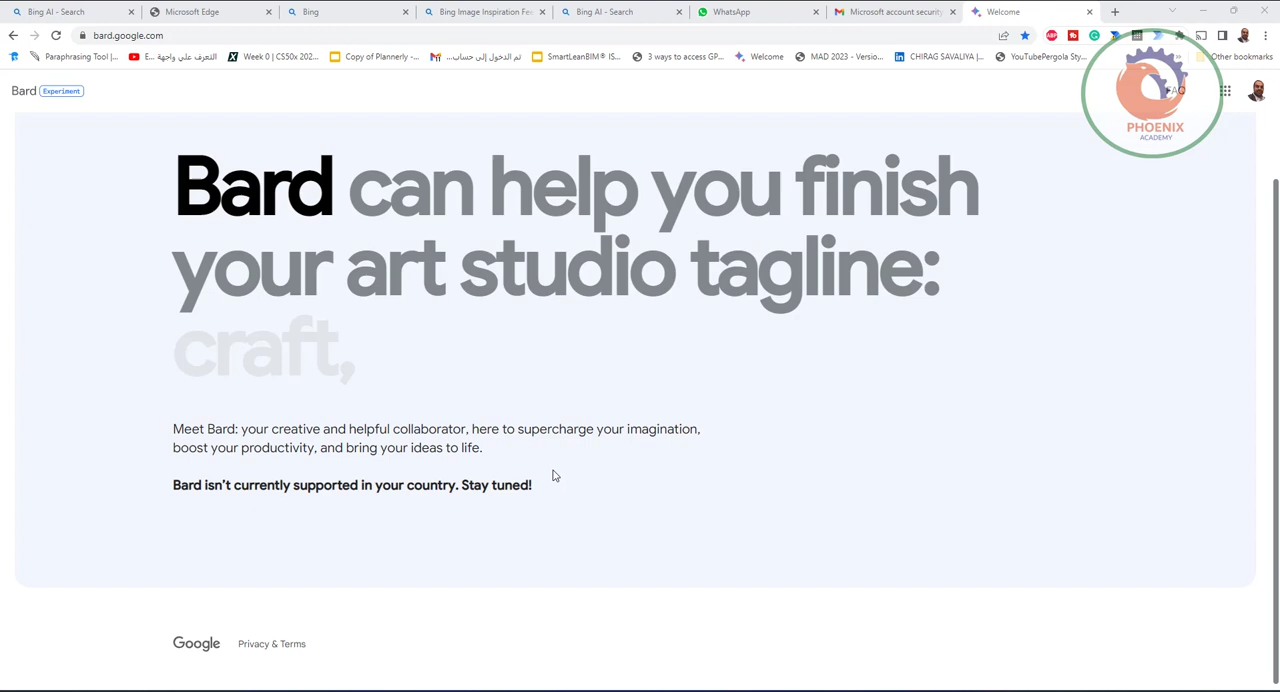 Bing AI - Search
Microsoft Edge
Bing
Bing Image Inspiration Fe
Bing AI - Search
WhatsApp
Microsoft account security
Welcome
bard.google.com
Paraphrasing Tool |...
E... التعرف علي واجهة
Week 0 | CS50x 202...
Copy of Plannerly -...
تم الدخول إلى حساب...
SmartLeanBIM® IS...
3 ways to access GP...
Welcome
MAD 2023 - Versio...
CHIRAG SAVALIYA |...
YouTubePergola Sty...
Other bookmarks
Bard Experiment
FAQ
PHOENIX
ACADEMY
Bard can help you finish
your art studio tagline:
craft,
Meet Bard: your creative and helpful collaborator, here to supercharge your imagination,
boost your productivity, and bring your ideas to life.
Bard isn't currently supported in your country. Stay tuned!
Google Privacy & Terms